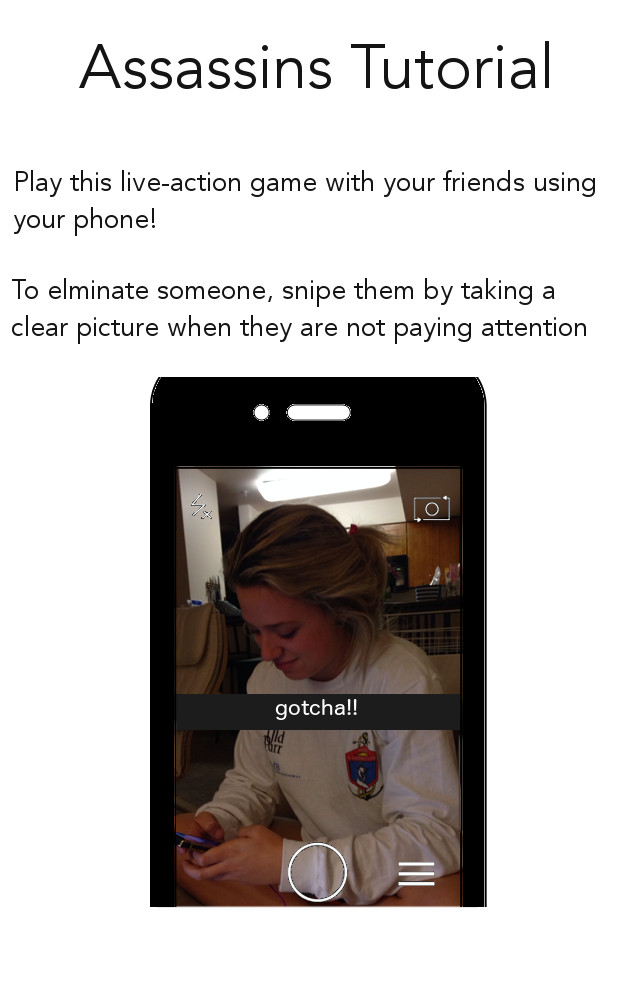 Assassins Tutorial
Play this live-action game with your friends using
your phone!
To elminate someone, snipe them by taking a
clear picture when they are not paying attention
gotcha!!